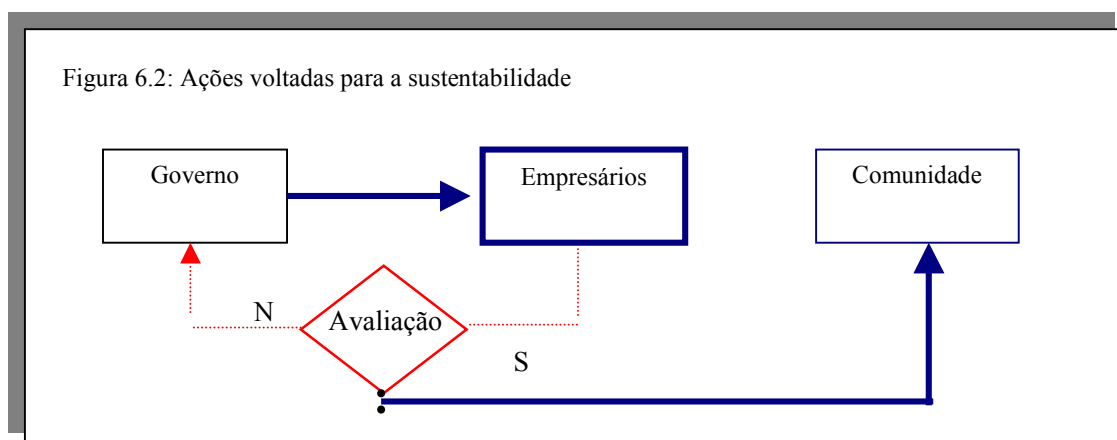 Figura 6.2: Ações voltadas para a sustentabilidade
Governo
Empresários
Comunidade
N
Avaliação
S